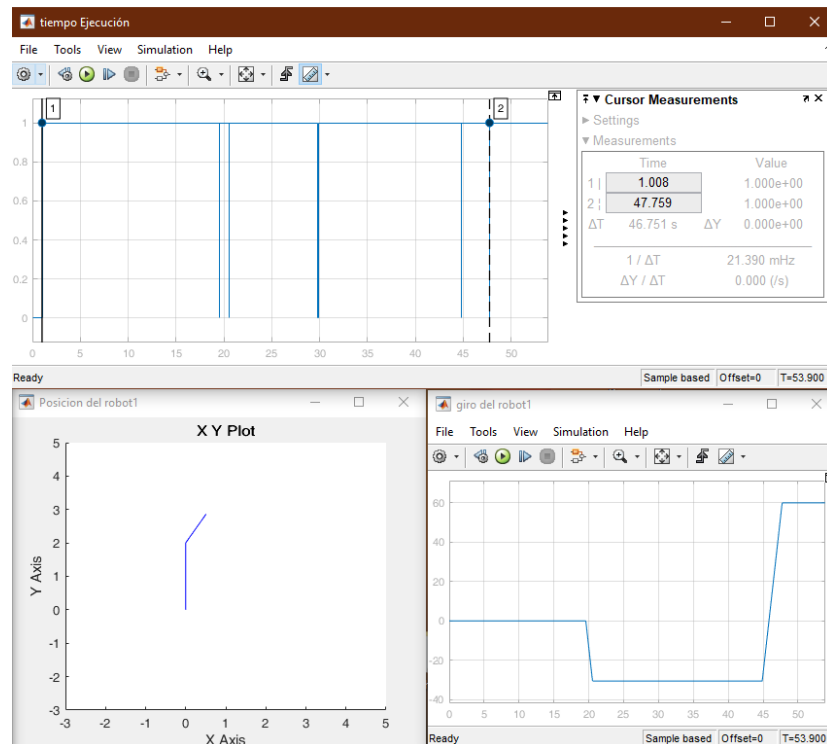 tiempo Ejecución
File Tools View Simulation Help
1 2
1
0.8
0.6
0.4
0.2
0
0 5 10 15 20 25 30 35 40 45 50
Cursor Measurements
Settings
Measurements
Time Value
1 | 1.008 1.000e+00
2 ¦ 47.759 1.000e+00
ΔT 46.751 s ΔY 0.000e+00
1 / ΔT 21.390 mHz
ΔY / ΔT 0.000 (/s)
Ready Sample based Offset=0 T=53.900
Posicion del robot1
X Y Plot
5
4
3
2
1
0
-1
-2
-3
Y Axis
-3 -2 -1 0 1 2 3 4 5
X Axis
giro del robot1
File Tools View Simulation Help
60
40
20
0
-20
-40
0 5 10 15 20 25 30 35 40 45 50
Ready Sample based Offset=0 T=53.900